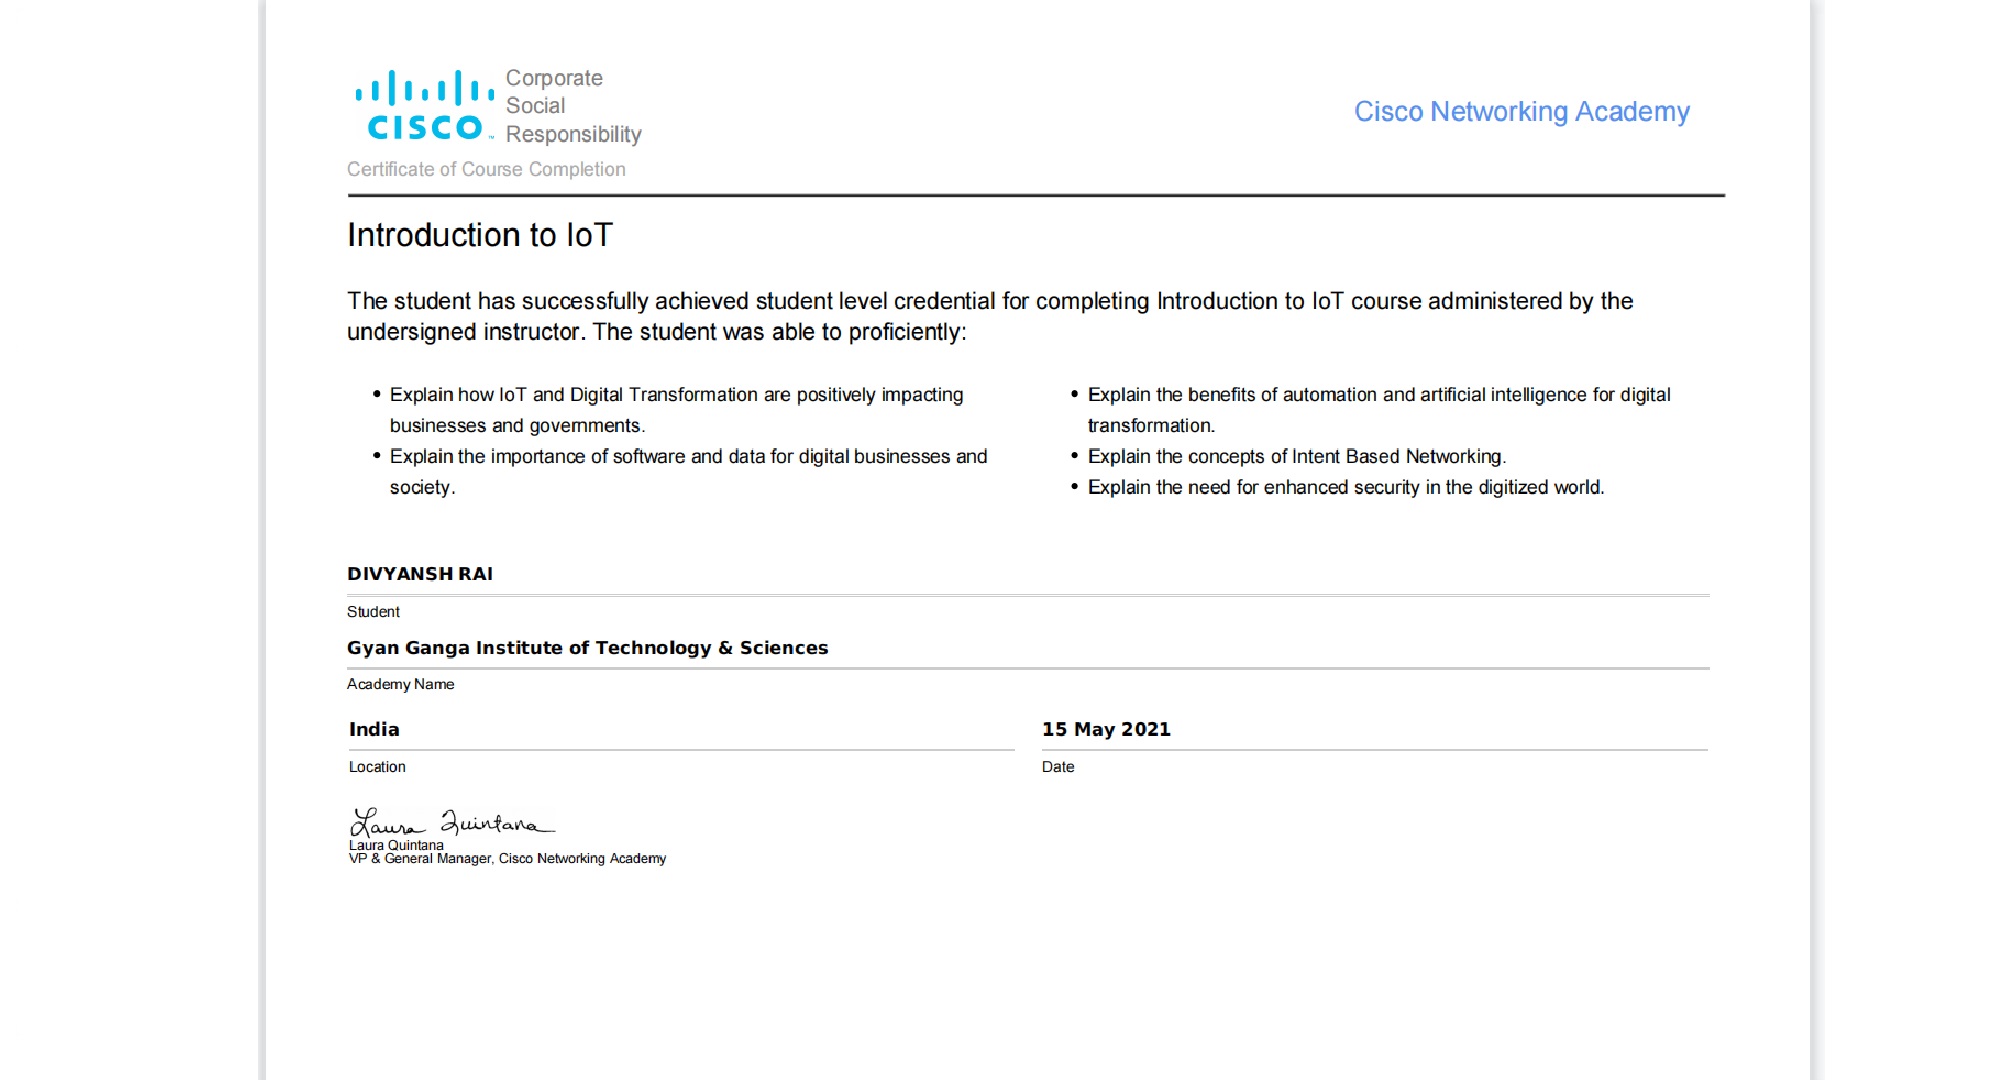 CISCO
Corporate
Social
Responsibility
Cisco Networking Academy
Certificate of Course Completion
Introduction to IoT
The student has successfully achieved student level credential for completing Introduction to IoT course administered by the
undersigned instructor. The student was able to proficiently:
• Explain how IoT and Digital Transformation are positively impacting
businesses and governments.
• Explain the importance of software and data for digital businesses and
society.
• Explain the benefits of automation and artificial intelligence for digital
transformation.
• Explain the concepts of Intent Based Networking.
• Explain the need for enhanced security in the digitized world.
DIVYANSH RAI
Student
Gyan Ganga Institute of Technology & Sciences
Academy Name
India
Location
15 May 2021
Date
Laura Quintana
Laura Quintana
VP & General Manager, Cisco Networking Academy